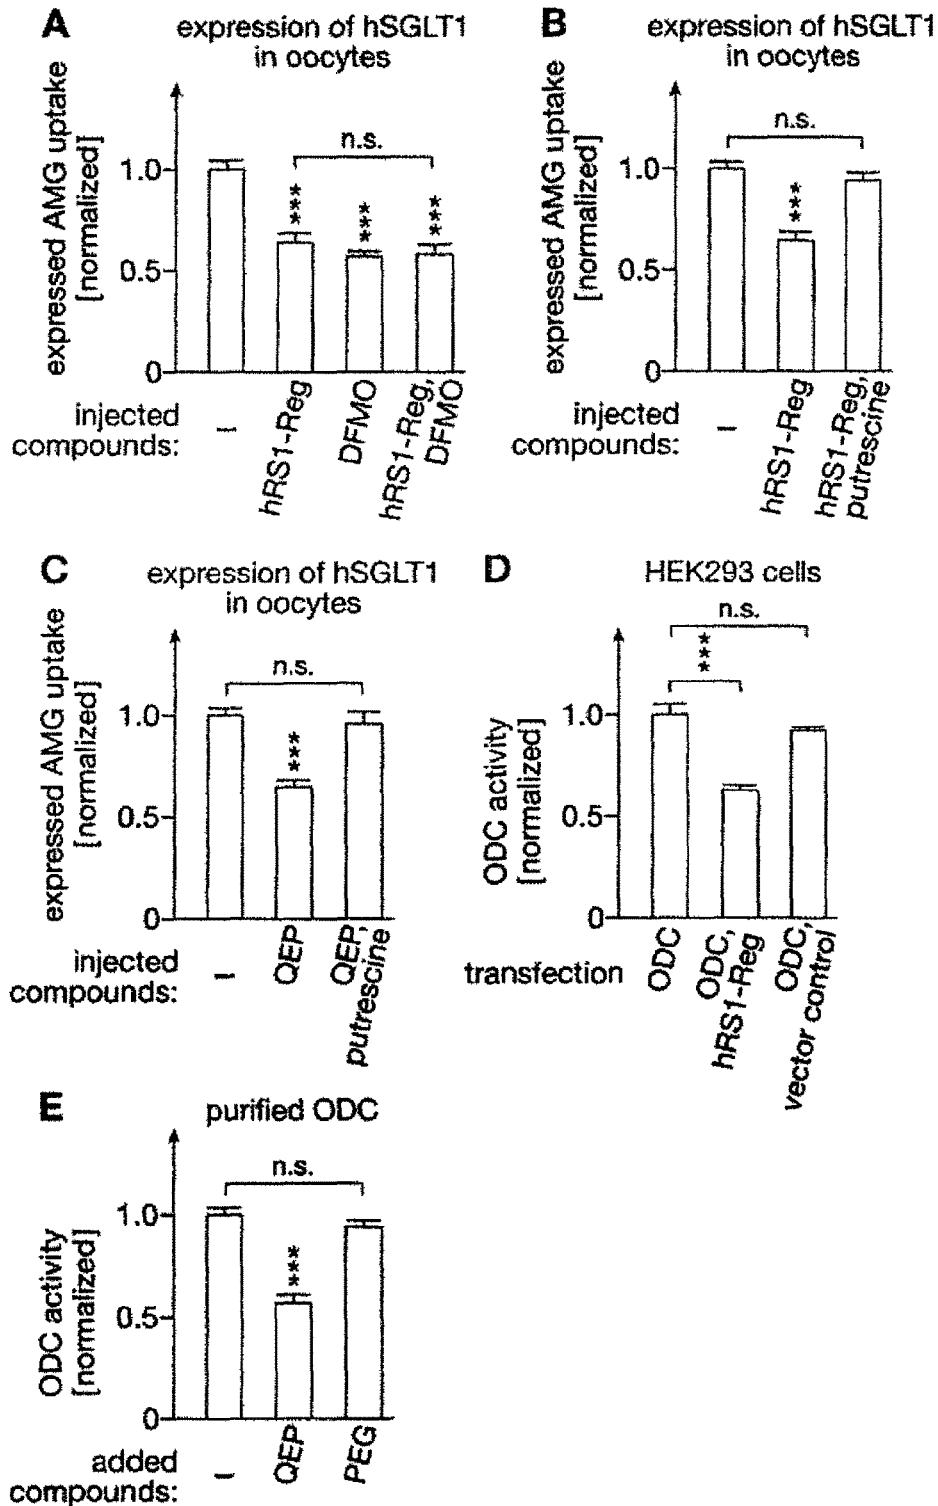 A
expression of hSGLT1
in oocytes
expressed AMG uptake
[normalized]
n.s.
1.0
0.5
0
***
***
***
injected
compounds:
–
hRS1-Reg
DFMO
hRS1-Reg,
DFMO
B
expression of hSGLT1
in oocytes
expressed AMG uptake
[normalized]
n.s.
1.0
0.5
0
***
injected
compounds:
–
hRS1-Reg
hRS1-Reg,
putrescine
C
expression of hSGLT1
in oocytes
expressed AMG uptake
[normalized]
n.s.
1.0
0.5
0
***
injected
compounds:
–
QEP
QEP,
putrescine
D
HEK293 cells
ODC activity
[normalized]
n.s.
***
1.0
0.5
0
transfection
ODC
ODC,
hRS1-Reg
ODC,
vector control
E
purified ODC
ODC activity
[normalized]
n.s.
1.0
0.5
0
***
added
compounds:
–
QEP
PEG